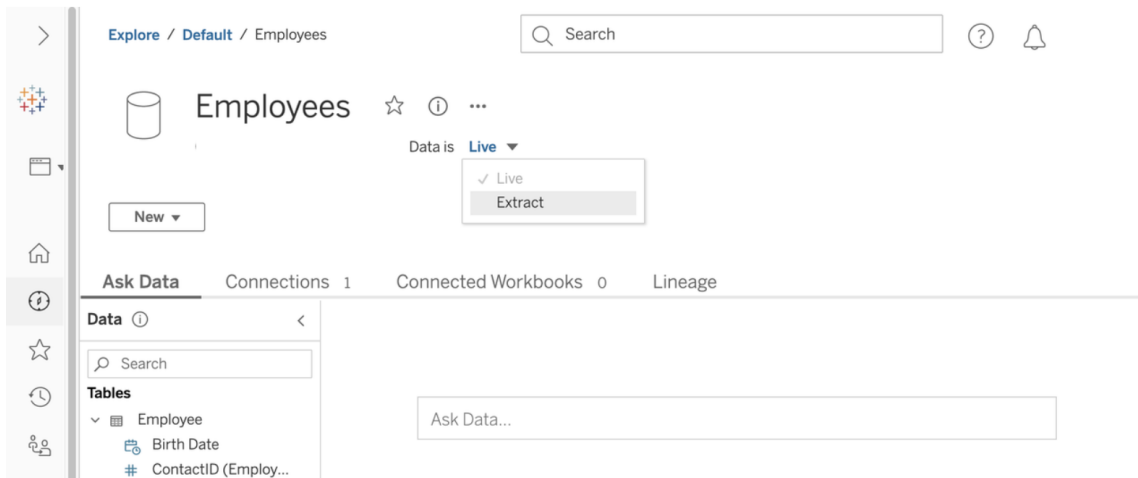 Explore / Default / Employees
Search
?
Employees
Data is Live
Live
Extract
New
Ask Data
Connections 1
Connected Workbooks 0
Lineage
Data
Search
Tables
Employee
Birth Date
# ContactID (Employ...
Ask Data...